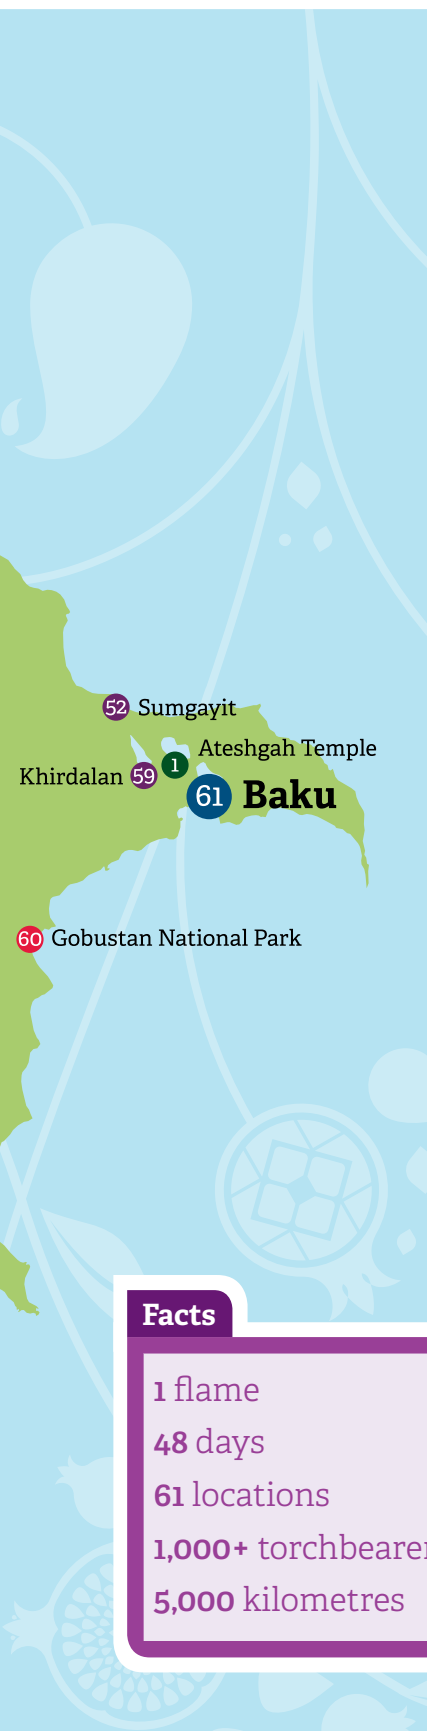 52 Sumgayit
Ateshgah Temple
1
Khirdalan 59
61 Baku
60 Gobustan National Park
Facts
1 flame
48 days
61 locations
1,000+ torchbearer
5,000 kilometres